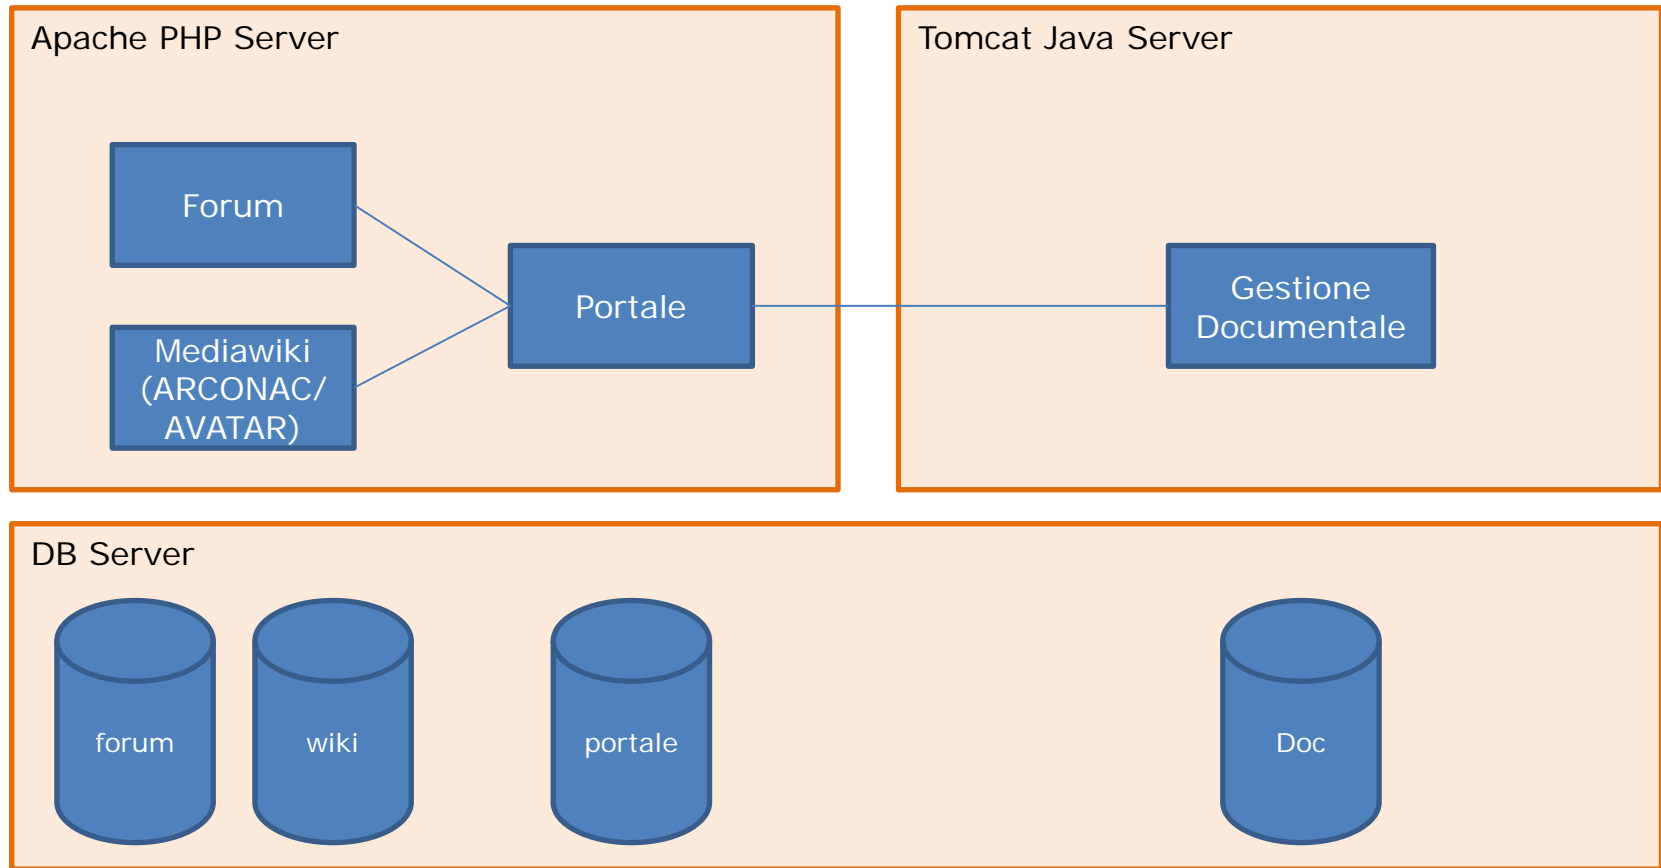 Apache PHP Server
Tomcat Java Server
Forum
Mediawiki
(ARCONAC/
AVATAR)
Portale
Gestione
Documentale
DB Server
forum
wiki
portale
Doc